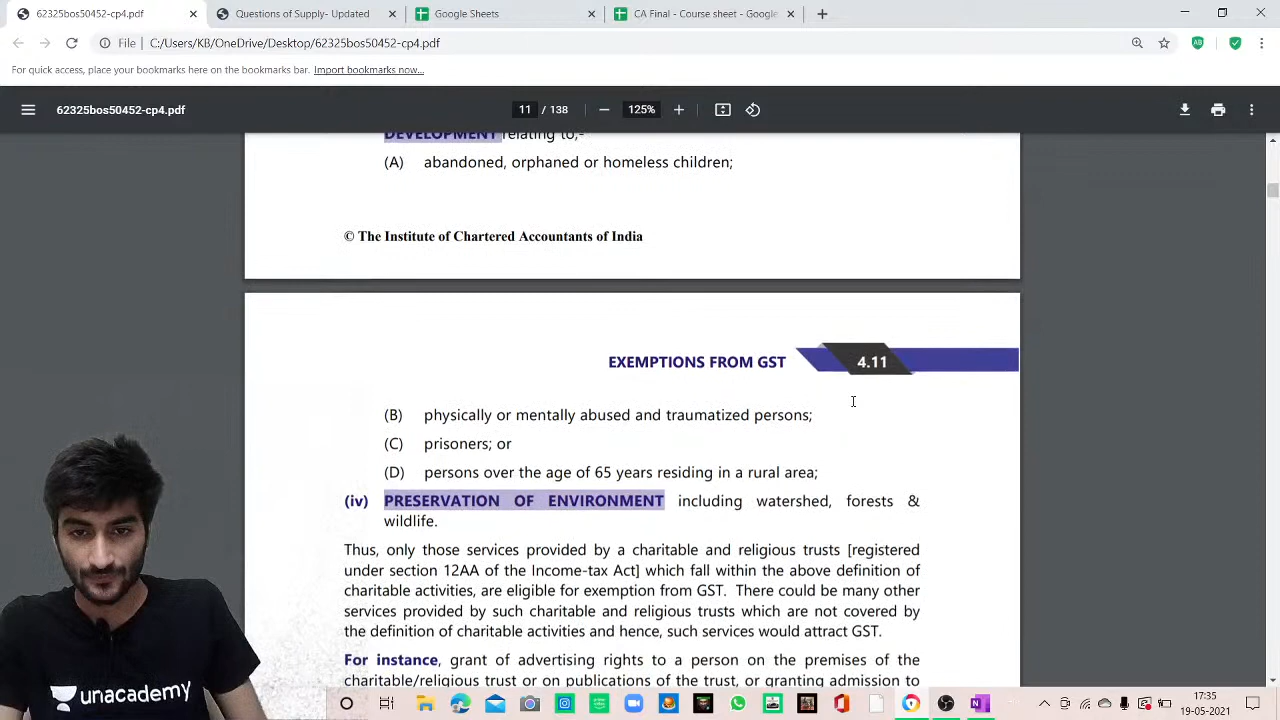 62325bos50452-cp4.pdf
Questions of Supply- Updated
Google Sheets
CA Final - Course sheet - Google
File
C:/Users/KB/OneDrive/Desktop/62325bos50452-cp4.pdf
For quick access, place your bookmarks here on the bookmarks bar. Import bookmarks now...
62325bos50452-cp4.pdf
11 / 138
125%
DEVELOPMENT relating to,-
(A) abandoned, orphaned or homeless children;
© The Institute of Chartered Accountants of India
EXEMPTIONS FROM GST 4.11
(B) physically or mentally abused and traumatized persons;
(C) prisoners; or
(D) persons over the age of 65 years residing in a rural area;
(iv) PRESERVATION OF ENVIRONMENT including watershed, forests &
wildlife.
Thus, only those services provided by a charitable and religious trusts [registered
under section 12AA of the Income-tax Act] which fall within the above definition of
charitable activities, are eligible for exemption from GST. There could be many other
services provided by such charitable and religious trusts which are not covered by
the definition of charitable activities and hence, such services would attract GST.
For instance, grant of advertising rights to a person on the premises of the
charitable/religious trust or on publications of the trust, or granting admission to
unacademy
17:35
19-05-2021